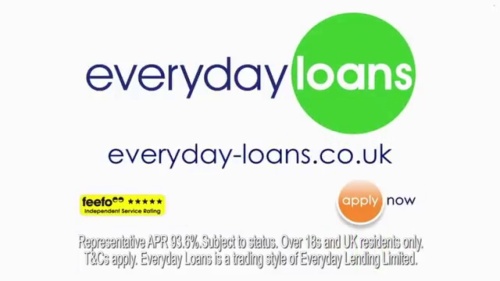 everyday loans
everyday-loans.co.uk
feefo
Independent Service Rating
apply now
Representative APR 93.6%.Subject to status. Over 18s and UK residents only.
T&Cs apply. Everyday Loans is a trading style of Everyday Lending Limited.